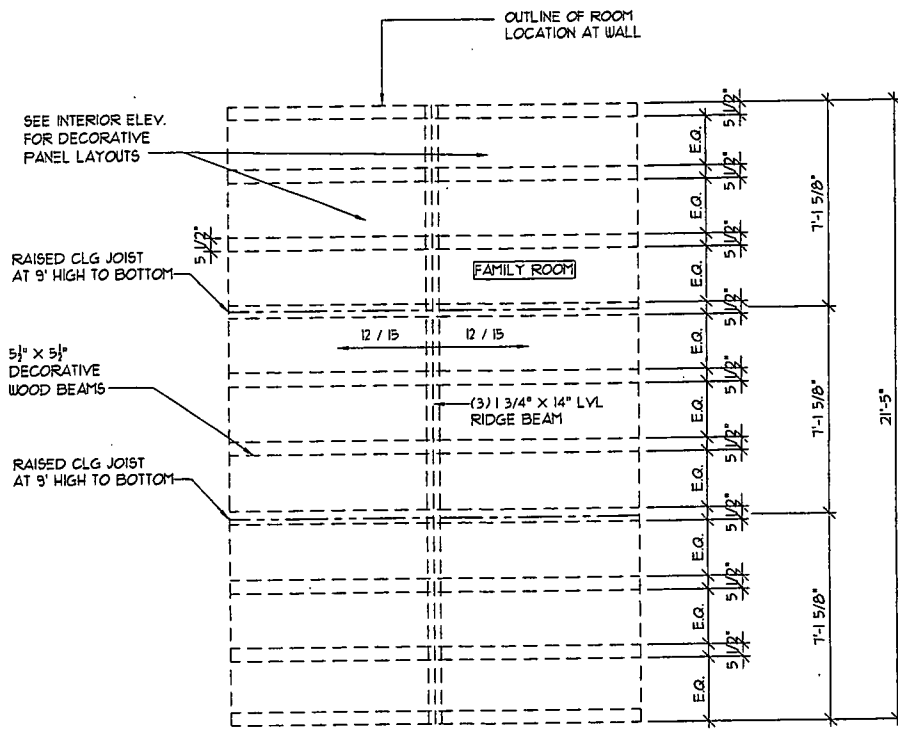 OUTLINE OF ROOM
LOCATION AT WALL
SEE INTERIOR ELEV.
FOR DECORATIVE
PANEL LAYOUTS
5 1/2"
RAISED CLG JOIST
AT 9' HIGH TO BOTTOM
FAMILY ROOM
12 / 15
12 / 15
5½" X 5½"
DECORATIVE
WOOD BEAMS
(3) 1 3/4" X 14" LVL
RIDGE BEAM
RAISED CLG JOIST
AT 9' HIGH TO BOTTOM
E.Q.
E.Q.
E.Q.
E.Q.
E.Q.
E.Q.
E.Q.
E.Q.
E.Q.
5 1/2"
5 1/2"
5 1/2"
5 1/2"
5 1/2"
5 1/2"
5 1/2"
5 1/2"
5 1/2"
7'-1 5/8"
7'-1 5/8"
7'-1 5/8"
21'-5"